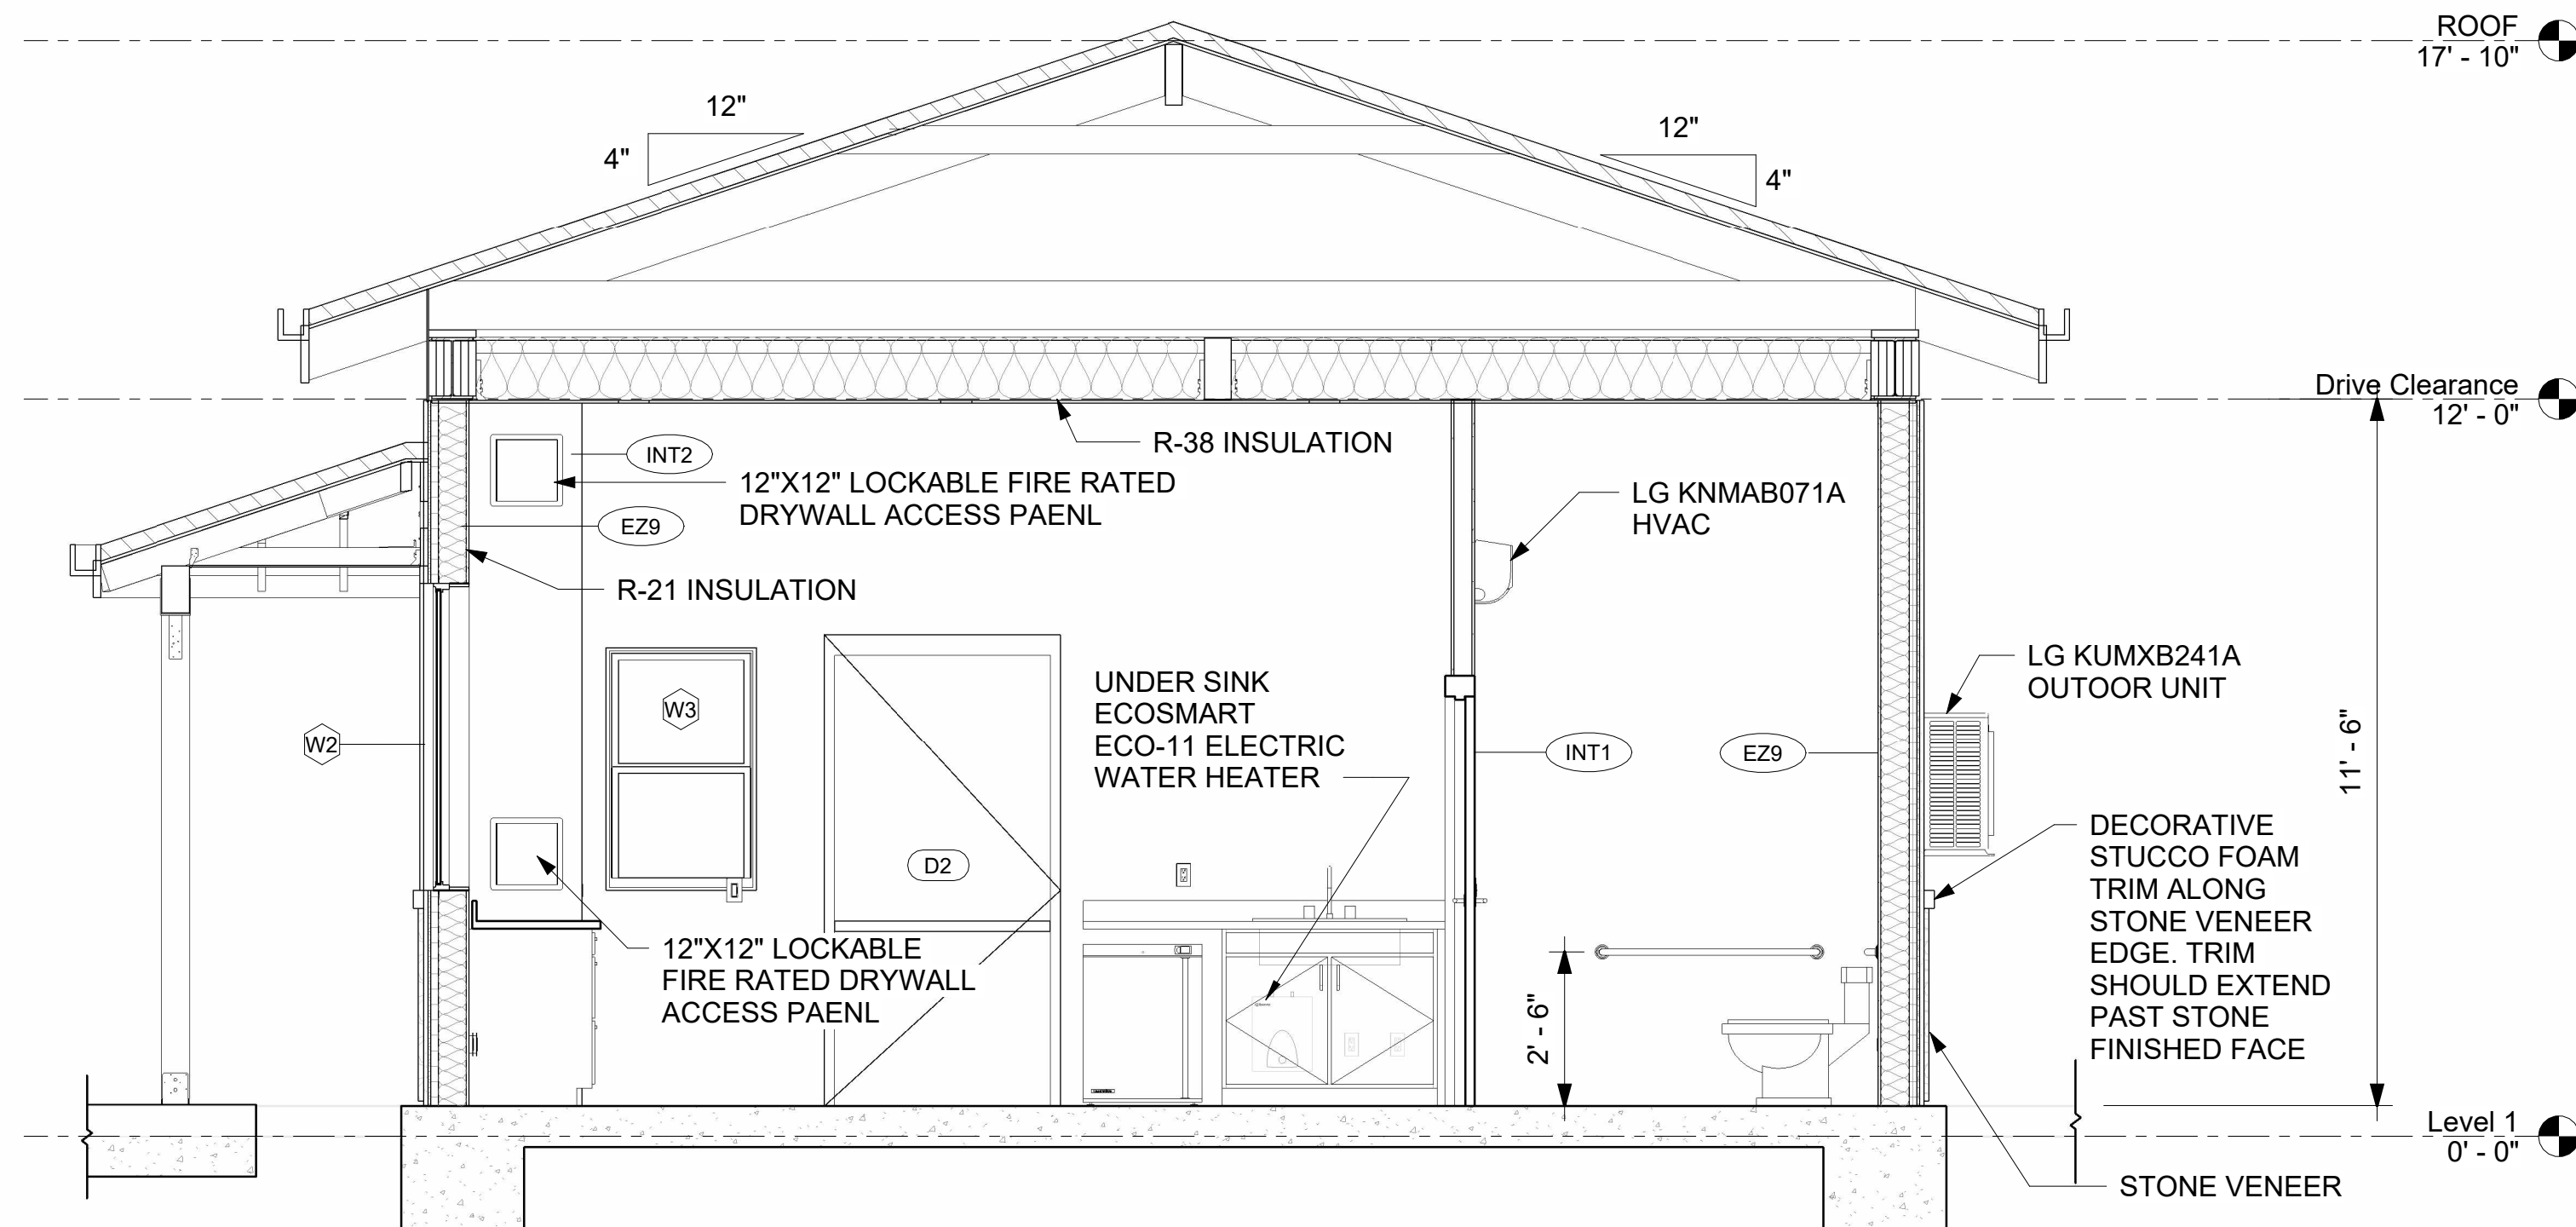 ROOF
17' - 10"
12"
4"
12"
4"
Drive Clearance
12' - 0"
R-38 INSULATION
INT2
12"X12" LOCKABLE FIRE RATED
DRYWALL ACCESS PAENL
LG KNMAB071A
HVAC
EZ9
R-21 INSULATION
W3
W2
UNDER SINK
ECOSMART
ECO-11 ELECTRIC
WATER HEATER
INT1
EZ9
LG KUMXB241A
OUTOOR UNIT
11' - 6"
D2
DECORATIVE
STUCCO FOAM
TRIM ALONG
STONE VENEER
EDGE. TRIM
SHOULD EXTEND
PAST STONE
FINISHED FACE
12"X12" LOCKABLE
FIRE RATED DRYWALL
ACCESS PAENL
2' - 6"
Level 1
0' - 0"
STONE VENEER